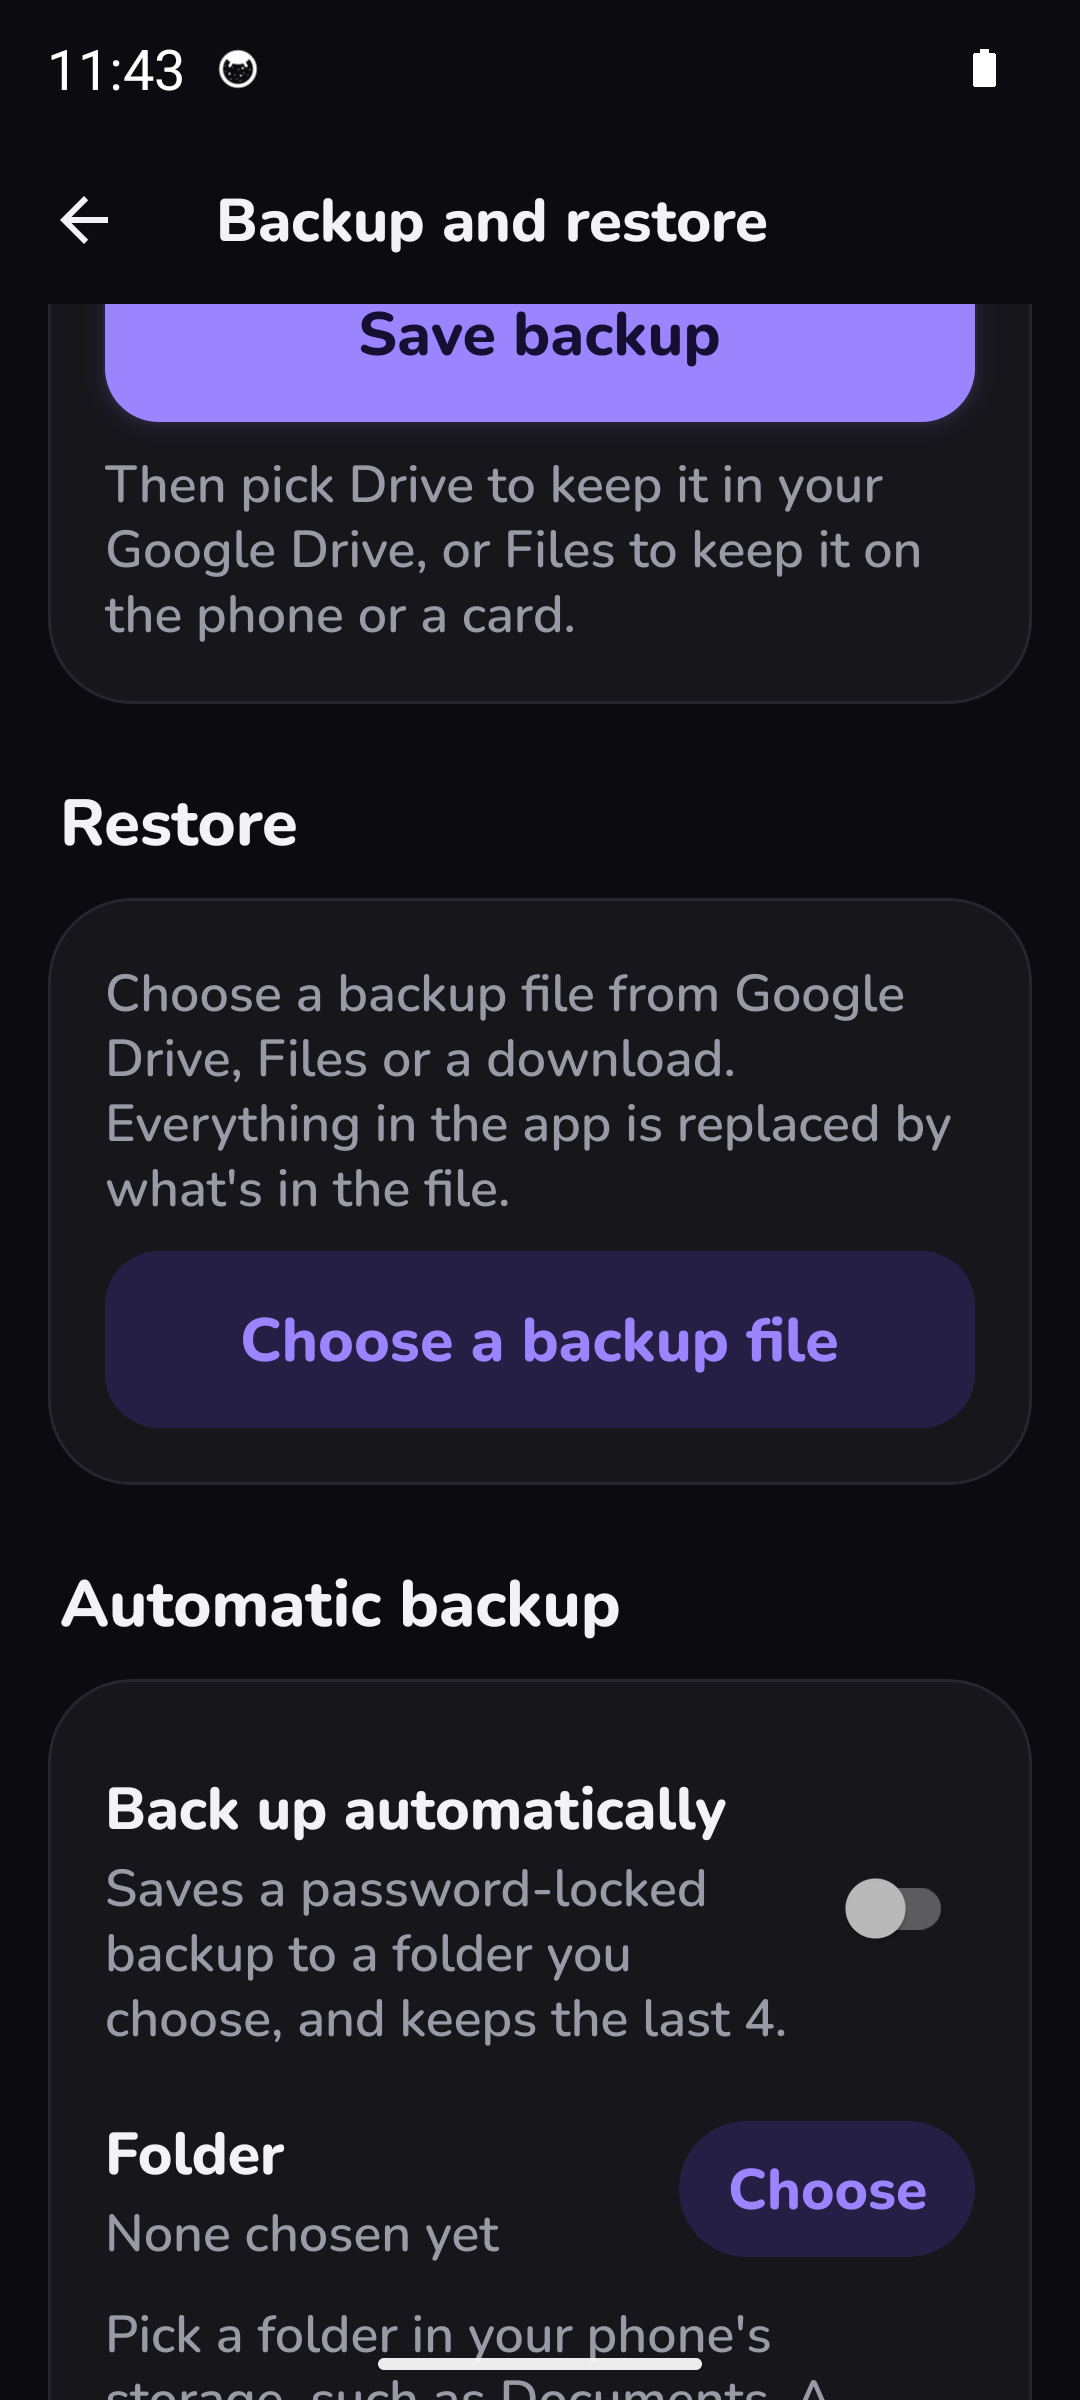 11:43
Backup and restore
Save backup
Then pick Drive to keep it in your
Google Drive, or Files to keep it on
the phone or a card.
Restore
Choose a backup file from Google
Drive, Files or a download.
Everything in the app is replaced by
what's in the file.
Choose a backup file
Automatic backup
Back up automatically
Saves a password-locked
backup to a folder you
choose, and keeps the last 4.
Folder
None chosen yet
Choose
Pick a folder in your phone's
storage, such as Documents. A